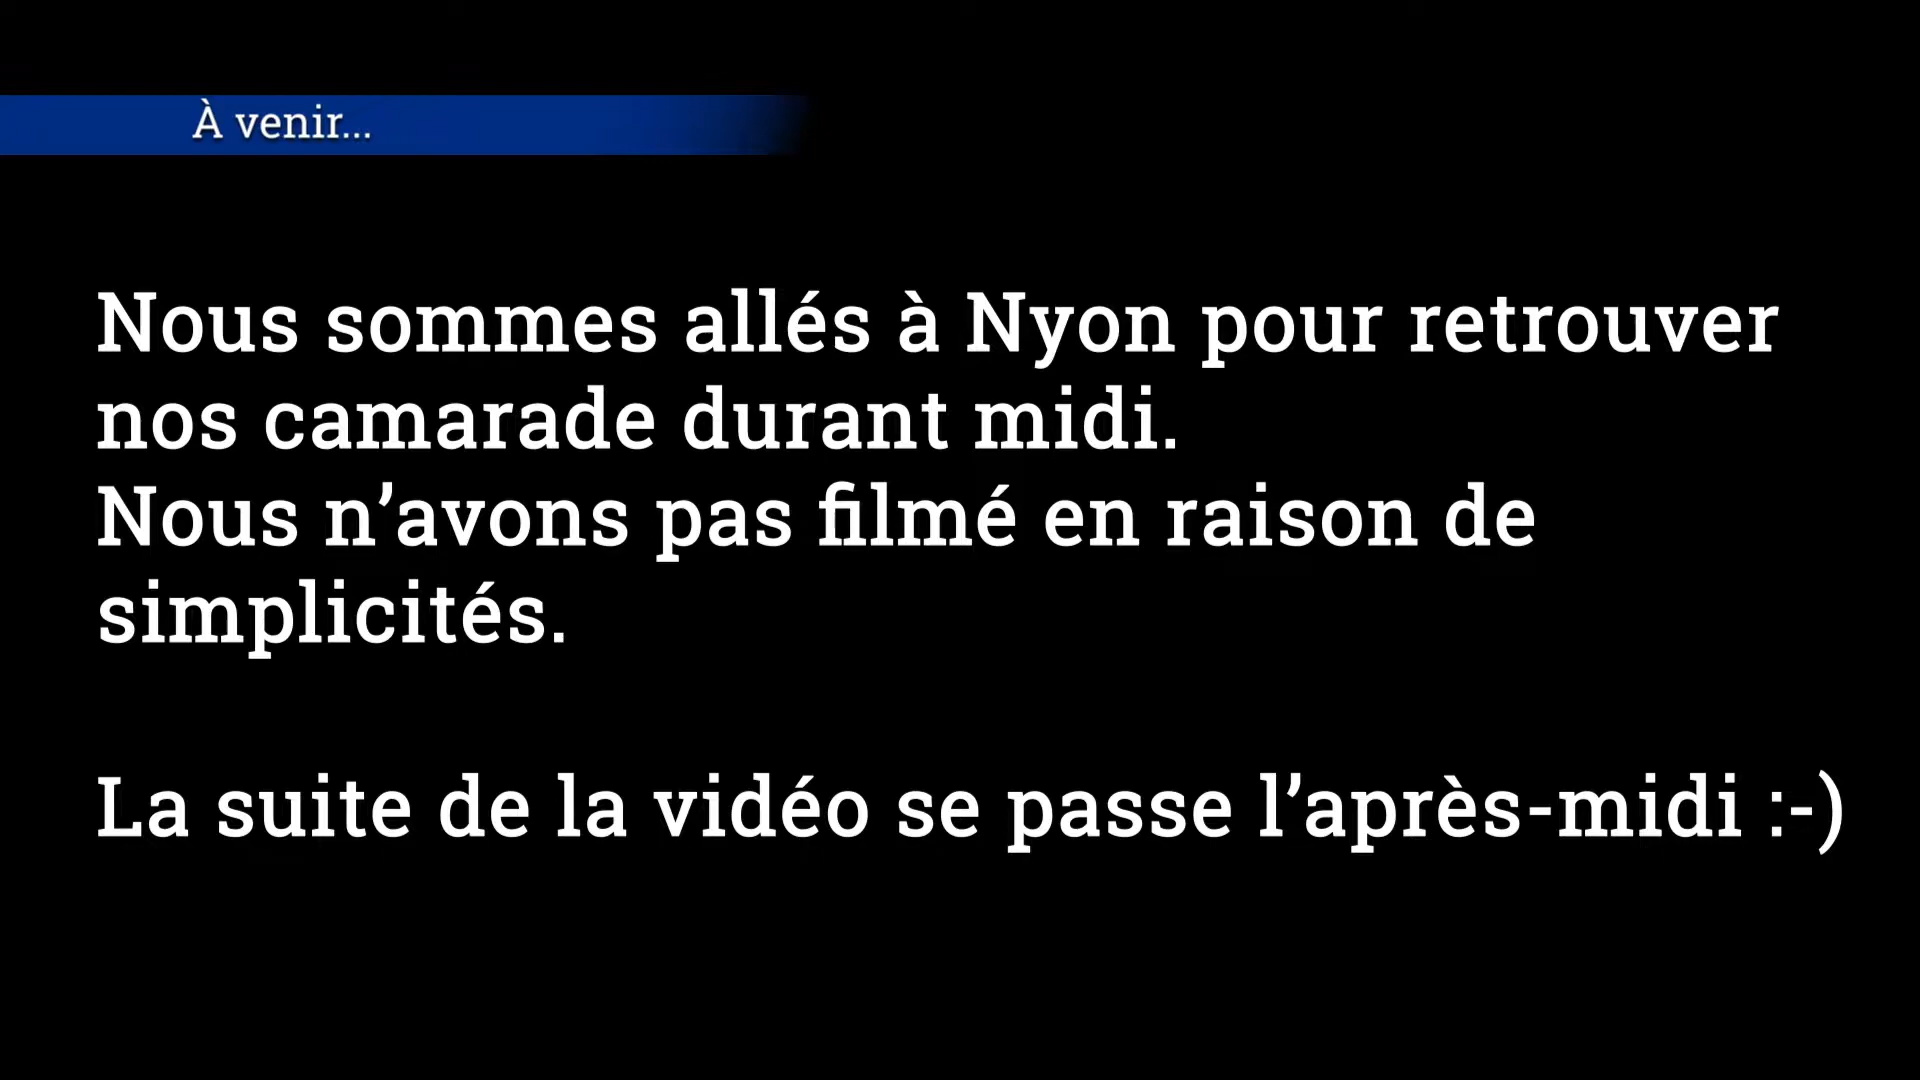 À venir...
Nous sommes allés à Nyon pour retrouver
nos camarade durant midi.
Nous n’avons pas filmé en raison de
simplicités.
La suite de la vidéo se passe l’après-midi :-)